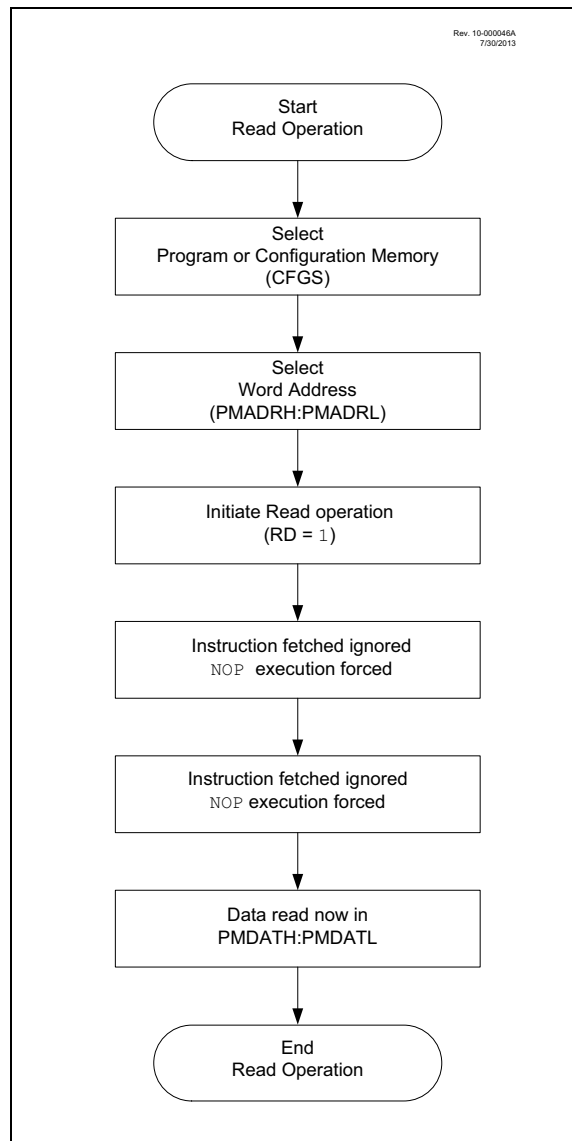 Rev. 10-000046A
7/30/2013
Start
Read Operation
Select
Program or Configuration Memory
(CFGS)
Select
Word Address
(PMADRH:PMADRL)
Initiate Read operation
(RD = 1)
Instruction fetched ignored
NOP execution forced
Instruction fetched ignored
NOP execution forced
Data read now in
PMDATH:PMDATL
End
Read Operation